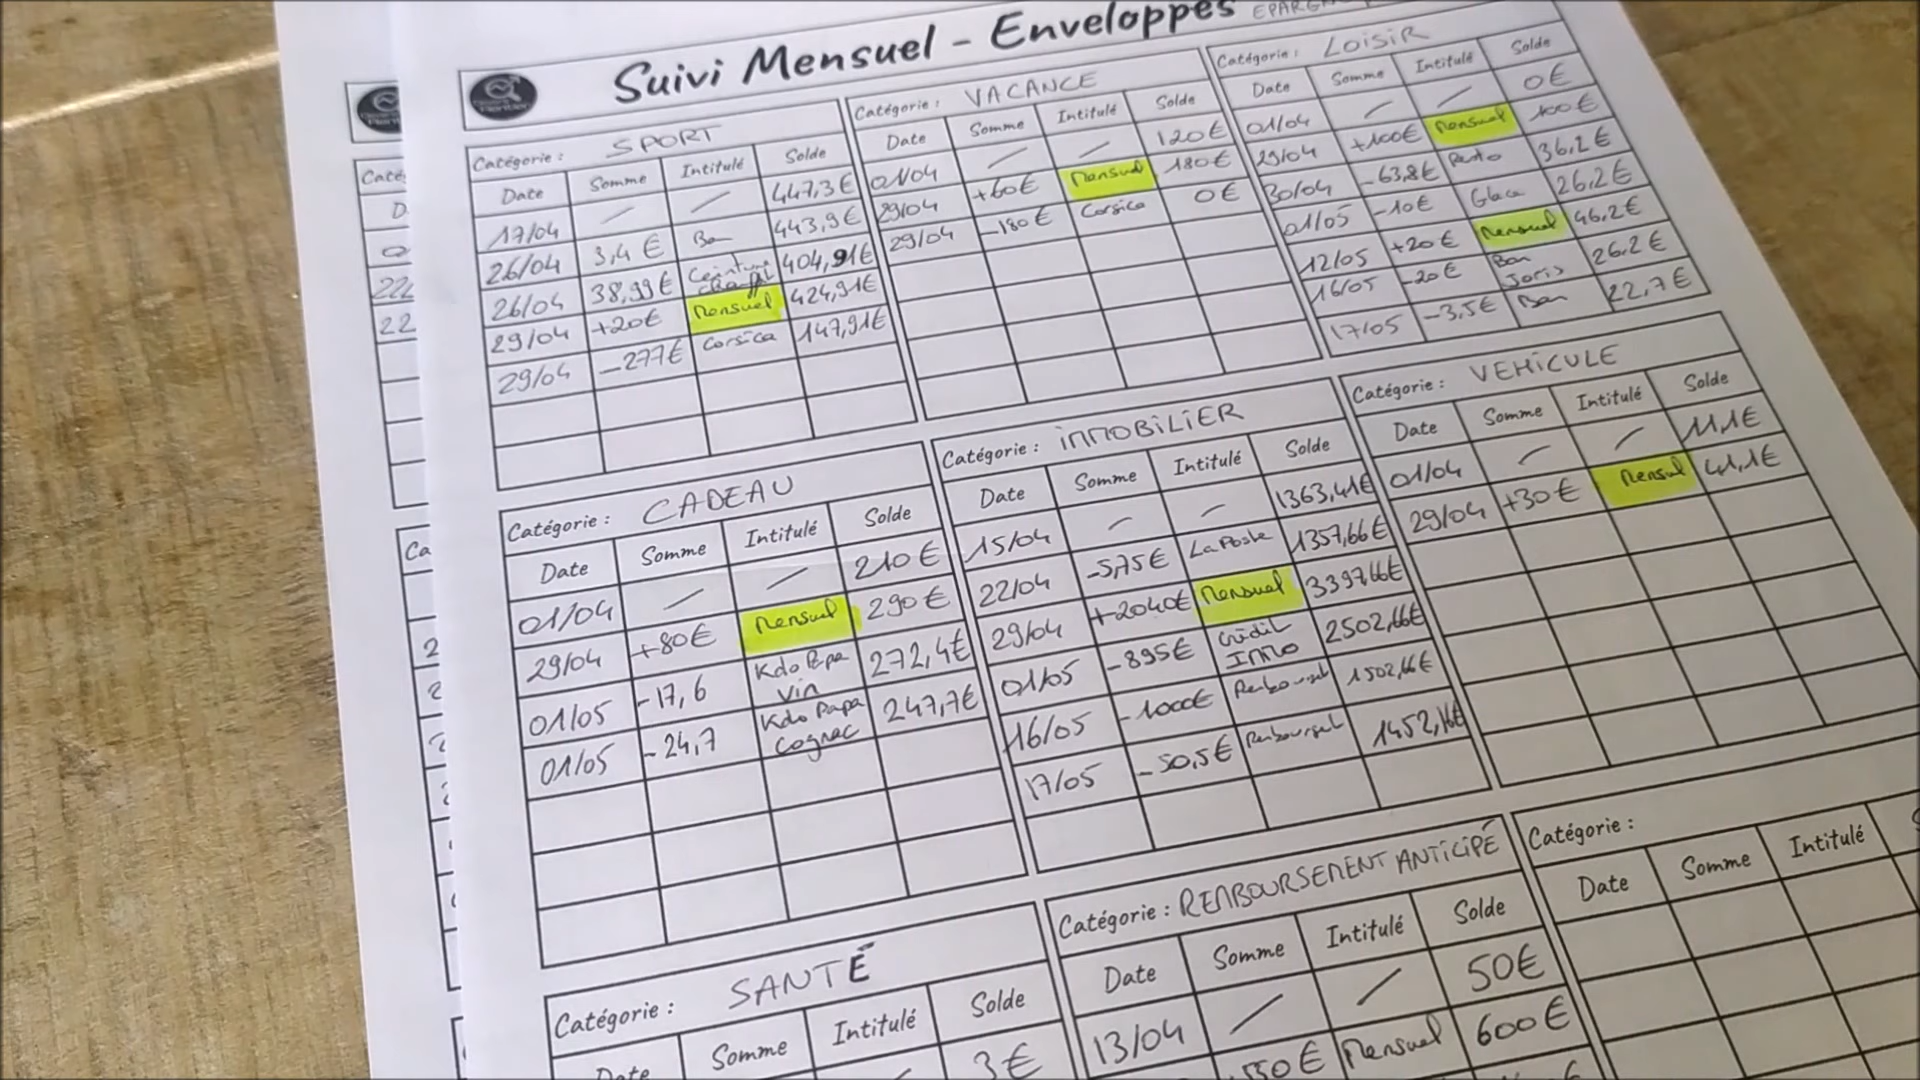 Suivi Mensuel - Enveloppes
Catégorie : SPORT
Date Somme Intitulé Solde
17/04 / / 447,3€
26/04 3,4 € Bar 443,9€
26/04 38,99€ Ceinture 404,91€
29/04 +20€ Mensuel 424,91€
29/04 -277€ Corsica 147,91€
Catégorie : VACANCE
Date Somme Intitulé Solde
01/04 / / 120€
29/04 +60€ Mensuel 180€
29/04 -180€ Corsica 0€
Catégorie : LOISIR
Date Somme Intitulé Solde
01/04 / / 0€
29/04 +100€ Mensuel 100€
30/04 -63,8€ Resto 36,2€
01/05 -10€ Glace 26,2€
12/05 +20€ Mensuel 46,2€
16/05 -20€ Bar Joris 26,2€
17/05 -3,5€ Bar 22,7€
Catégorie : CADEAU
Date Somme Intitulé Solde
01/04 / / 210€
29/04 +80€ Mensuel 290€
01/05 -17,6 Kdo Papa vin 272,4€
01/05 -24,7 Kdo Papa cognac 247,7€
Catégorie : IMMOBILIER
Date Somme Intitulé Solde
15/04 / / 1363,41€
22/04 -5,75€ La Poste 1357,66€
29/04 +2040€ Mensuel 3397,66€
01/05 -895€ Crédit Immo 2502,66€
16/05 -1000€ 1502,66€
17/05 -50,5€ 1452,16€
Catégorie : VEHICULE
Date Somme Intitulé Solde
01/04 / / 11,1€
29/04 +30€ Mensuel 41,1€
Catégorie : SANTÉ
Date Somme Intitulé Solde
/ 3€
Catégorie : REMBOURSEMENT ANTICIPÉ
Date Somme Intitulé Solde
13/04 / / 50€
Mensuel 600€
Catégorie :
Date Somme Intitulé